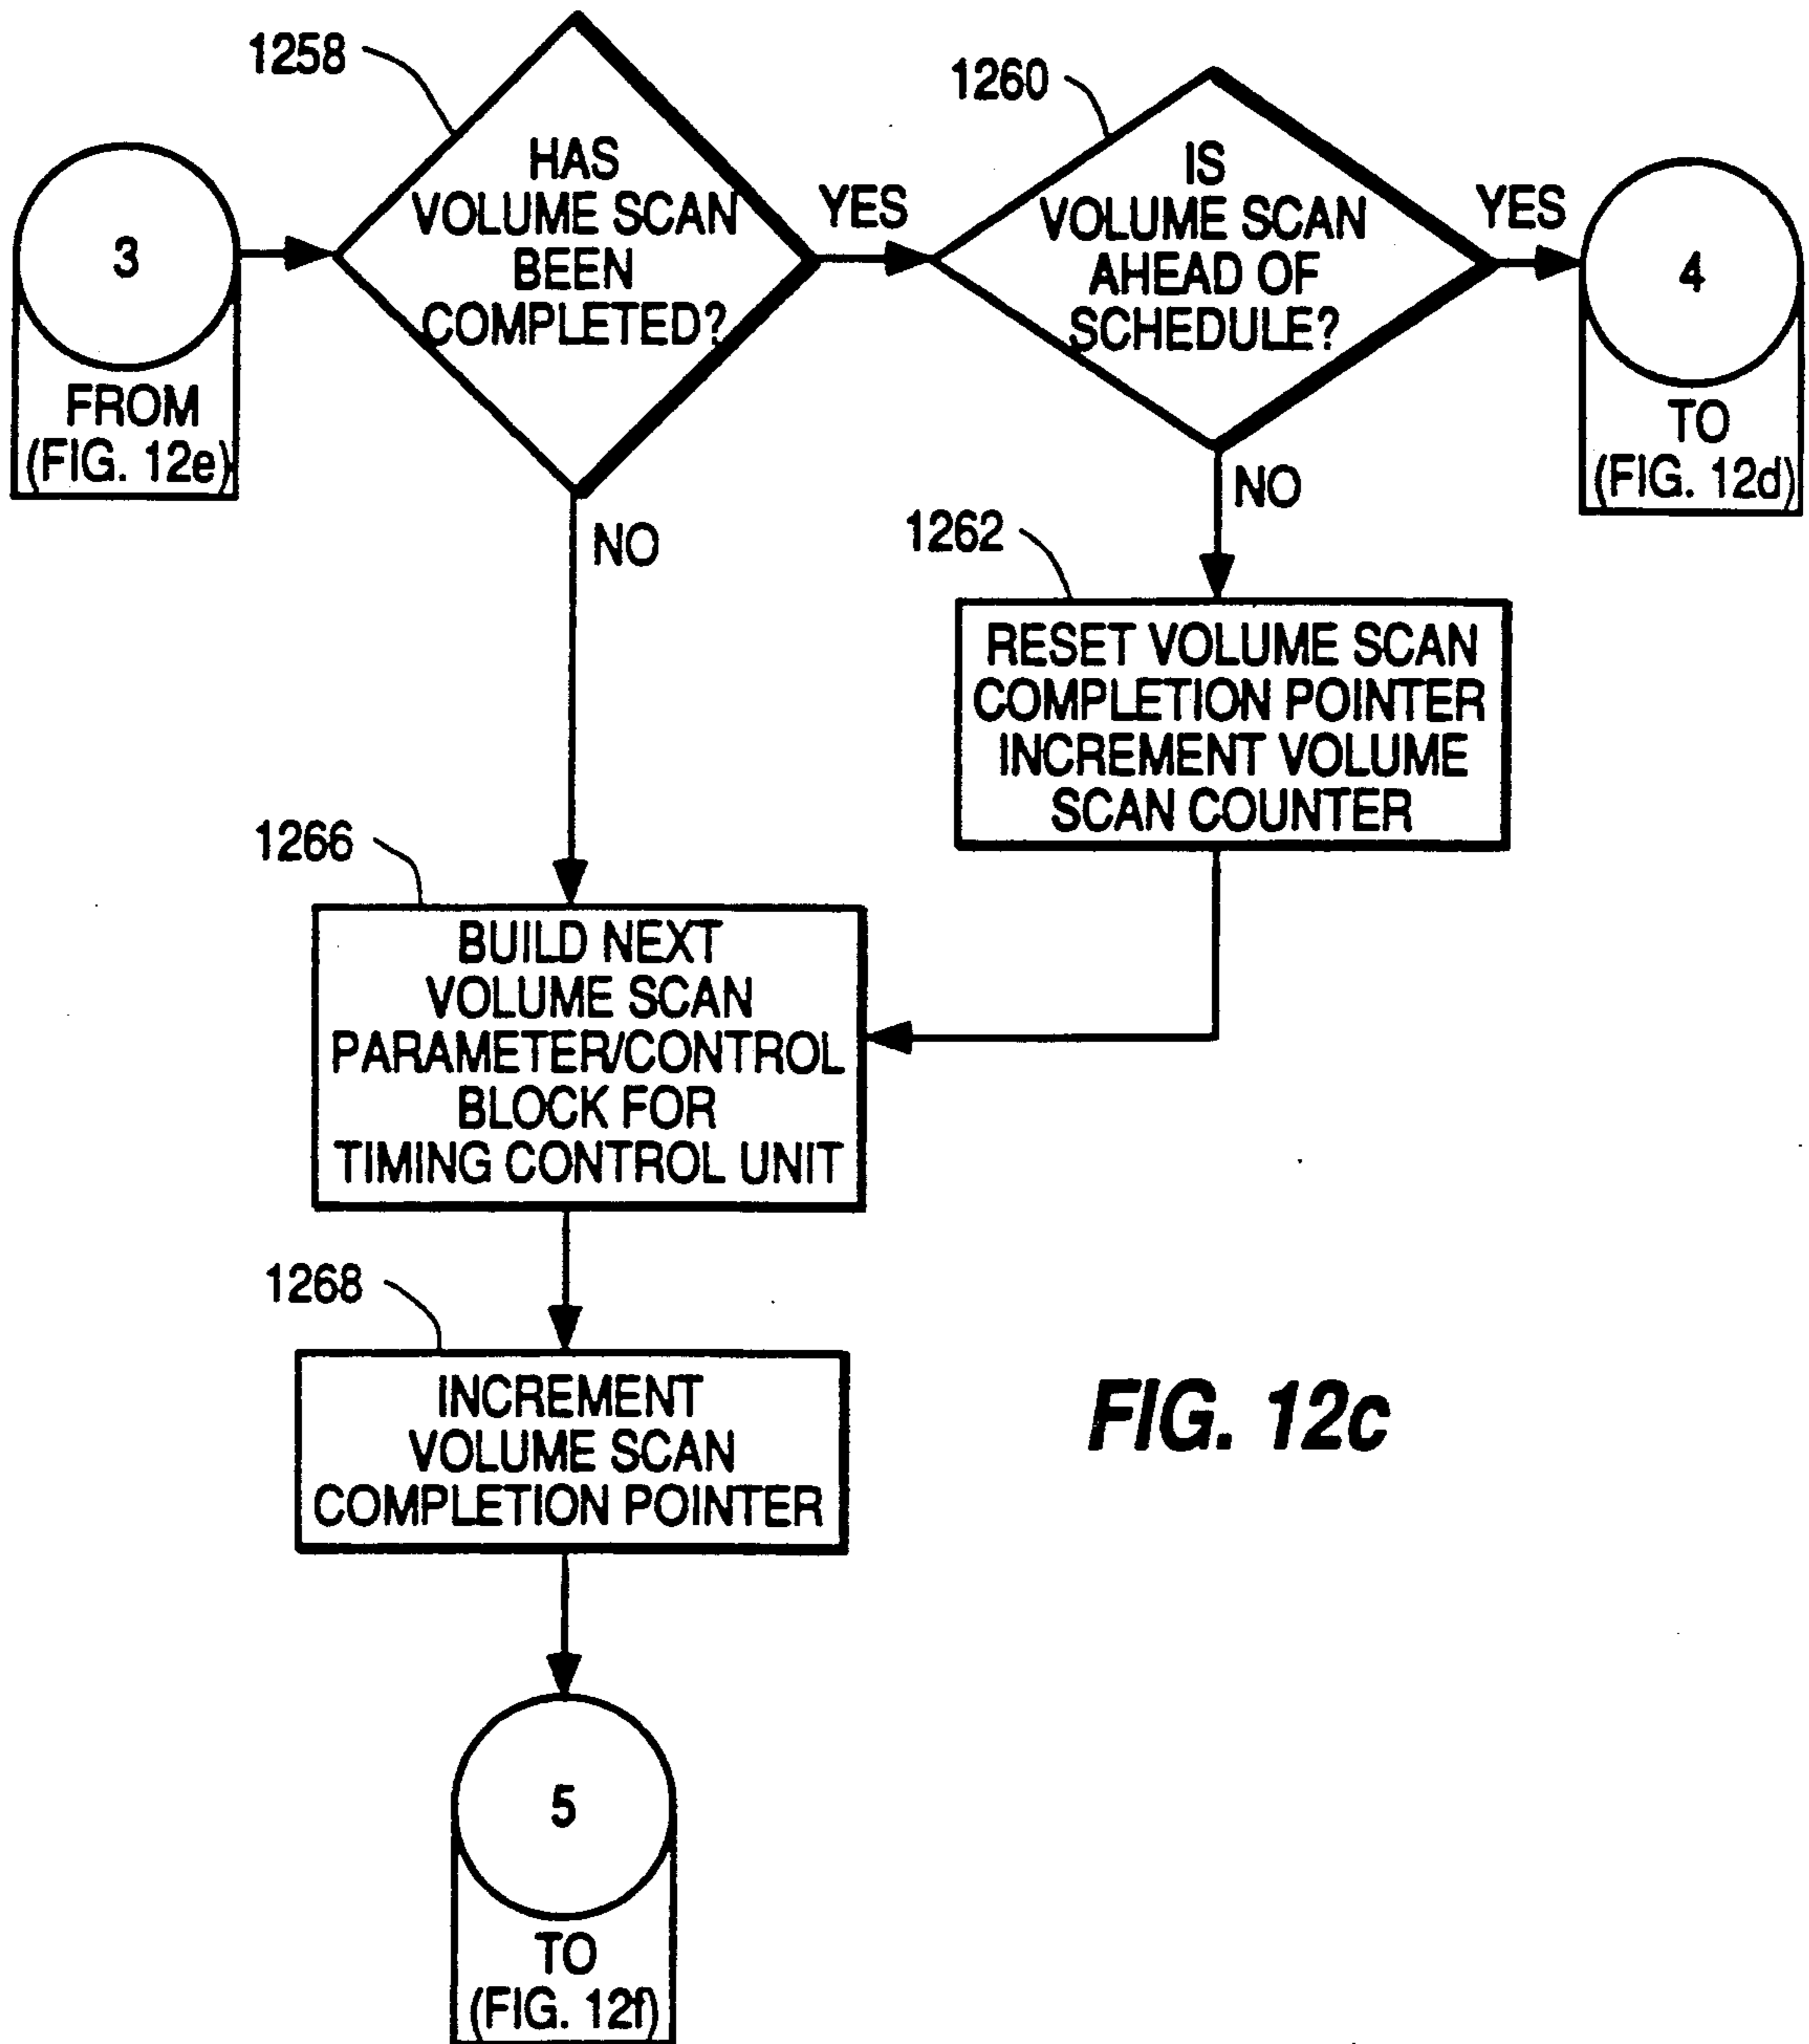 1258
HAS
VOLUME SCAN
BEEN
COMPLETED?
YES
1260
IS
VOLUME SCAN
AHEAD OF
SCHEDULE?
YES
3
FROM
(FIG. 12e)
4
TO
(FIG. 12d)
NO
NO
1262
RESET VOLUME SCAN
COMPLETION POINTER
INCREMENT VOLUME
SCAN COUNTER
1266
BUILD NEXT
VOLUME SCAN
PARAMETER/CONTROL
BLOCK FOR
TIMING CONTROL UNIT
1268
INCREMENT
VOLUME SCAN
COMPLETION POINTER
FIG. 12c
5
TO
(FIG. 12f)